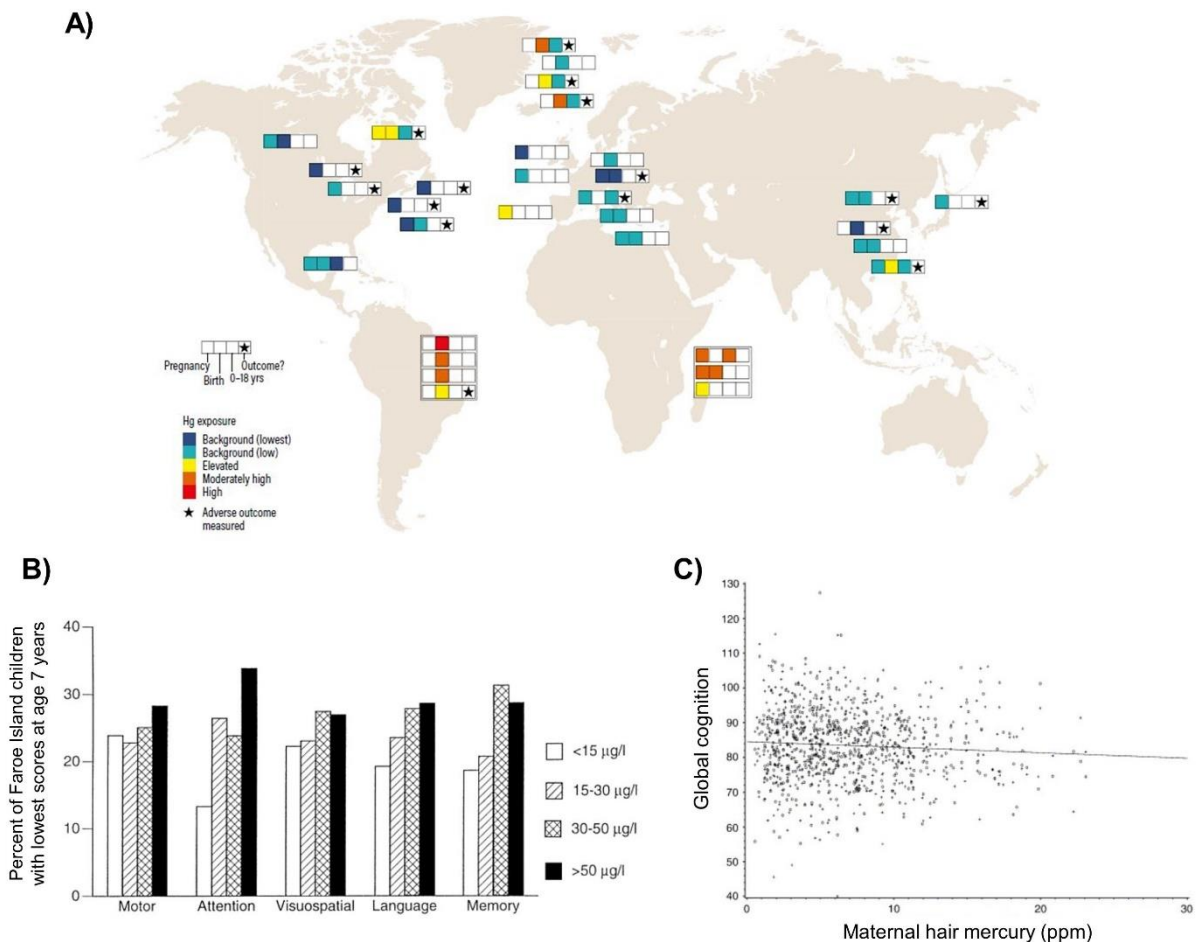 A)
Pregnancy
Birth
0–18 yrs
Outcome?
Hg exposure
Background (lowest)
Background (low)
Elevated
Moderately high
High
Adverse outcome
measured
B)
Percent of Faroe Island children
with lowest scores at age 7 years
40
30
20
10
0
Motor
Attention
Visuospatial
Language
Memory
<15 µg/l
15-30 µg/l
30-50 µg/l
>50 µg/l
C)
Global cognition
130
120
110
100
90
80
70
60
50
40
0
10
20
30
Maternal hair mercury (ppm)